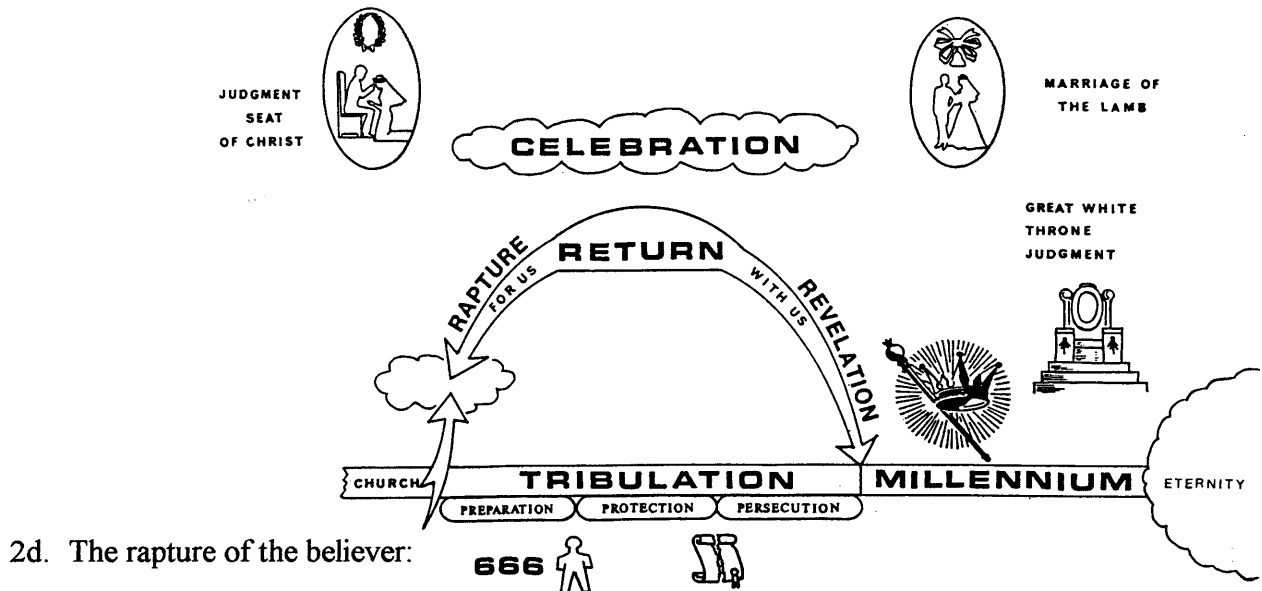 JUDGMENT
SEAT
OF CHRIST
CELEBRATION
MARRIAGE OF
THE LAMB
GREAT WHITE
THRONE
JUDGMENT
RAPTURE
FOR US
RETURN
WITH US
REVELATION
CHURCH
TRIBULATION
MILLENNIUM
ETERNITY
PREPARATION
PROTECTION
PERSECUTION
2d. The rapture of the believer:
666